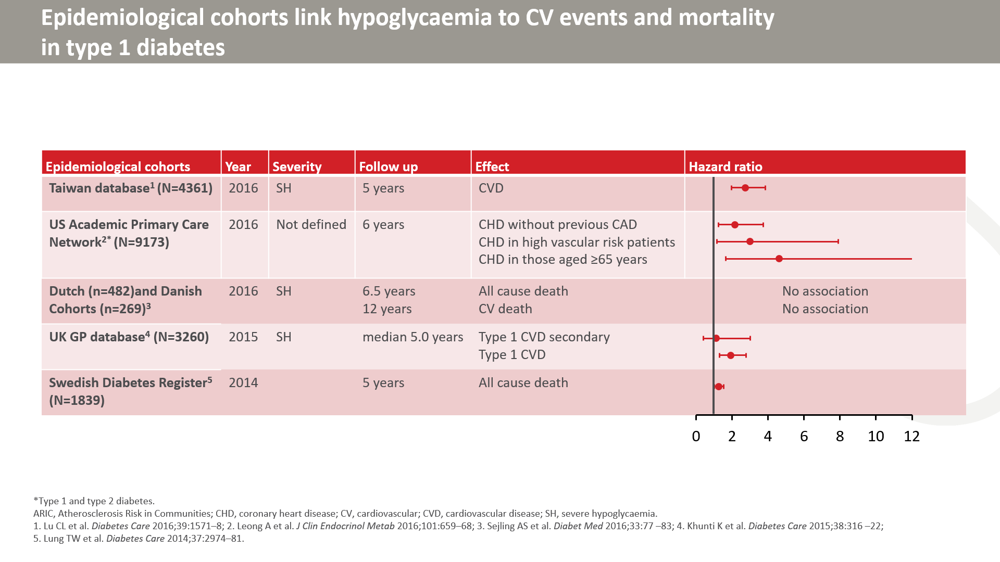 Epidemiological cohorts link hypoglycaemia to CV events and mortality
in type 1 diabetes
Epidemiological cohorts Year Severity Follow up Effect Hazard ratio
Taiwan database1 (N=4361) 2016 SH 5 years CVD
US Academic Primary Care 2016 Not defined 6 years CHD without previous CAD
Network2* (N=9173) CHD in high vascular risk patients
CHD in those aged ≥65 years
Dutch (n=482)and Danish 2016 SH 6.5 years All cause death No association
Cohorts (n=269)3 12 years CV death No association
UK GP database4 (N=3260) 2015 SH median 5.0 years Type 1 CVD secondary
Type 1 CVD
Swedish Diabetes Register5 2014 5 years All cause death
(N=1839)
0 2 4 6 8 10 12
*Type 1 and type 2 diabetes.
ARIC, Atherosclerosis Risk in Communities; CHD, coronary heart disease; CV, cardiovascular; CVD, cardiovascular disease; SH, severe hypoglycaemia.
1. Lu CL et al. Diabetes Care 2016;39:1571–8; 2. Leong A et al. J Clin Endocrinol Metab 2016;101:659–68; 3. Sejling AS et al. Diabet Med 2016;33:77 –83; 4. Khunti K et al. Diabetes Care 2015;38:316 –22;
5. Lung TW et al. Diabetes Care 2014;37:2974–81.